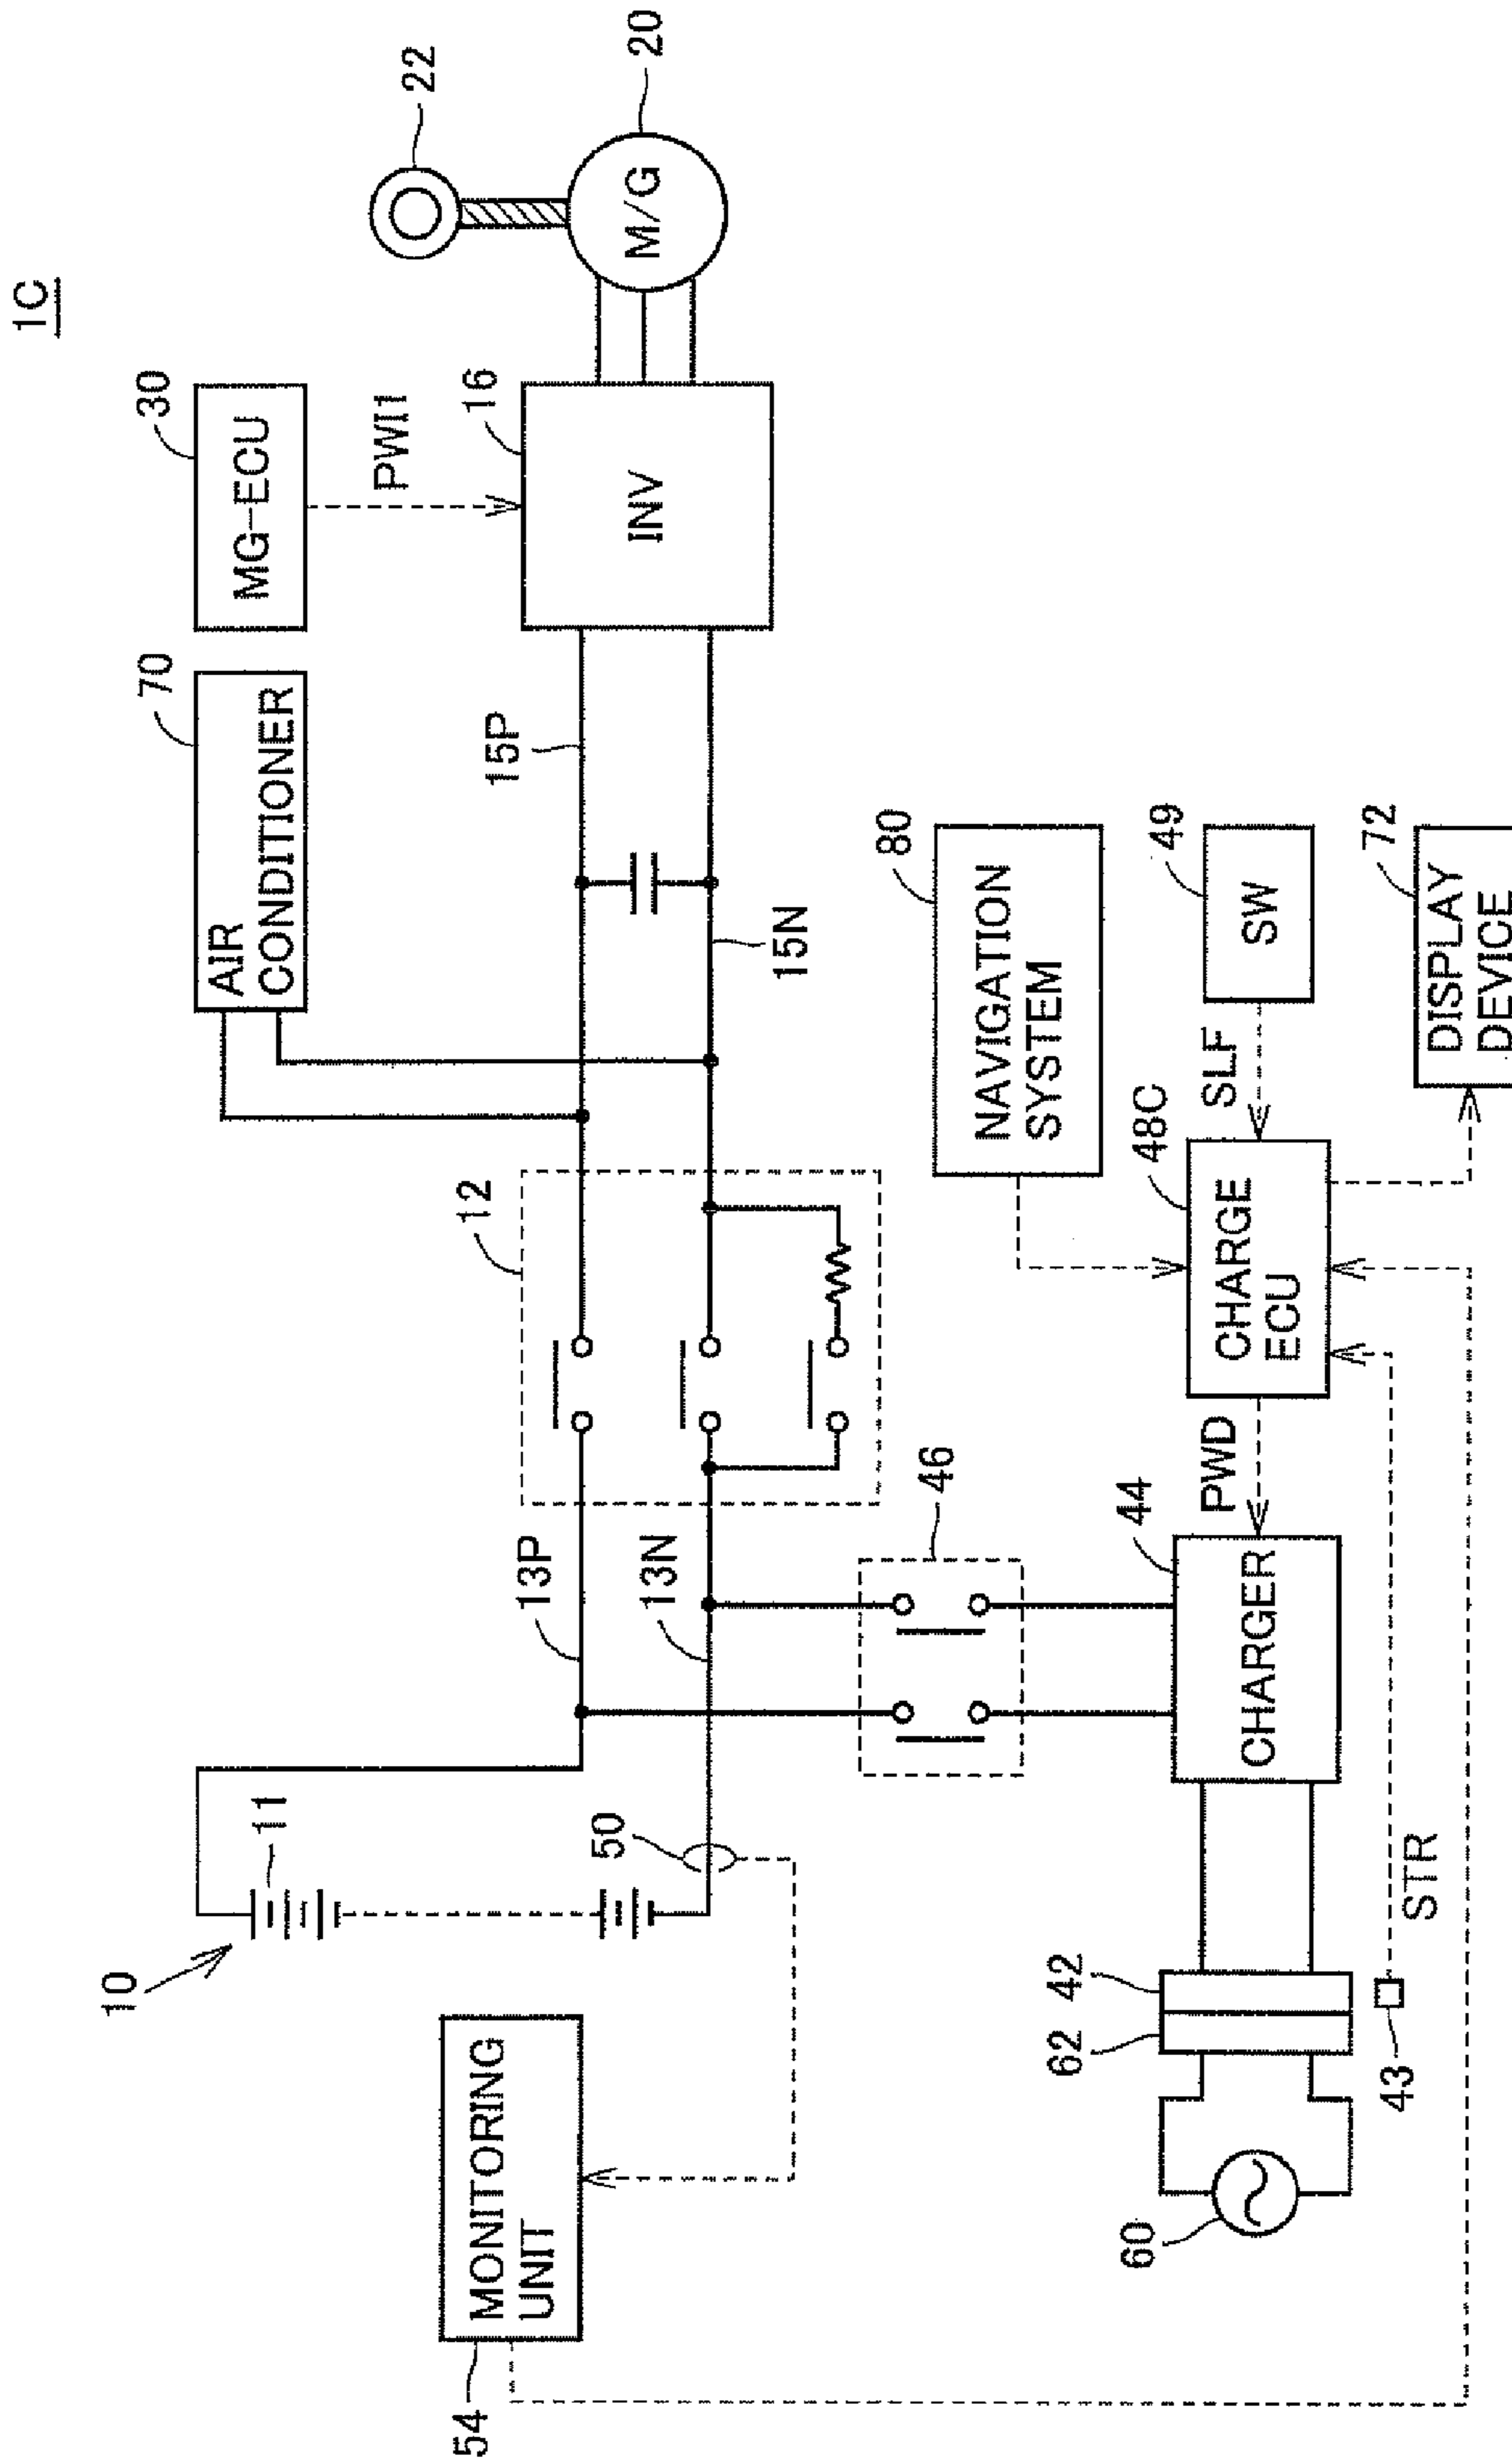 1C
22
20
30
MG-ECU
PWI1
16
INV
M/G
70
AIR
CONDITIONER
15P
15N
12
13P
13N
10
11
50
MONITORING
UNIT
54
46
80
NAVIGATION
SYSTEM
49
SW
SLF
48C
CHARGE
ECU
72
DISPLAY
DEVICE
PWD
44
CHARGER
42
62
60
43
STR